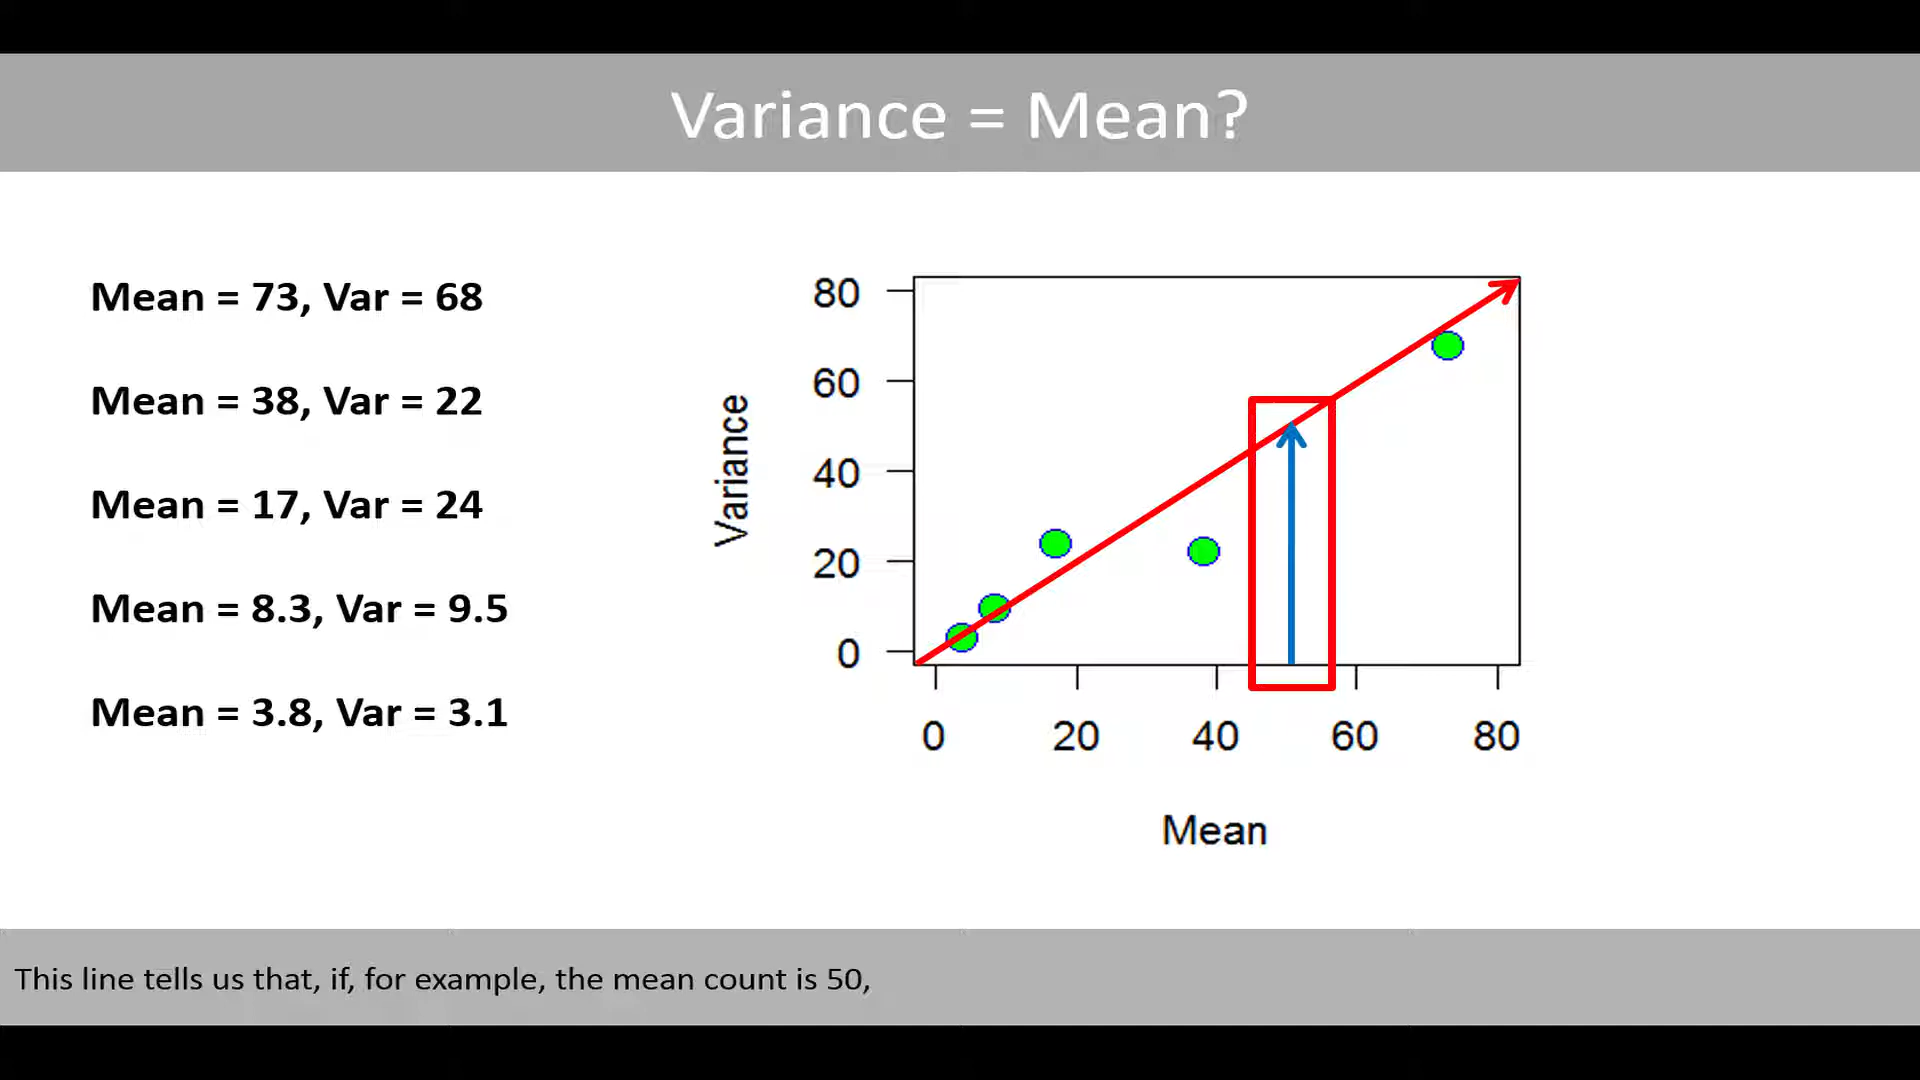 Variance = Mean?
Mean = 73, Var = 68
Mean = 38, Var = 22
Mean = 17, Var = 24
Mean = 8.3, Var = 9.5
Mean = 3.8, Var = 3.1
Variance
80
60
40
20
0
0 20 40 60 80
Mean
This line tells us that, if, for example, the mean count is 50,